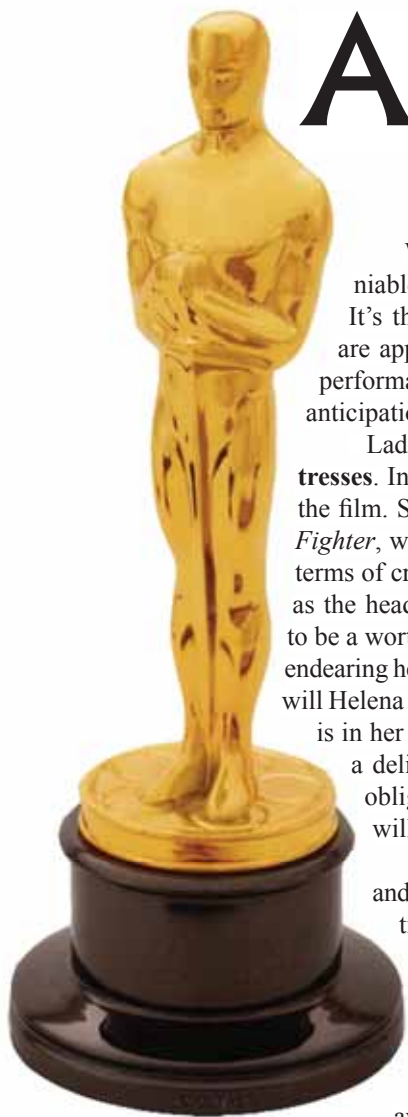 A
niable
It's th
are app
performa
anticipatio
Lad
tresses. In
the film. S
Fighter, w
terms of cr
as the head
to be a wort
endearing he
will Helena
is in her
a deli
oblig
will
and